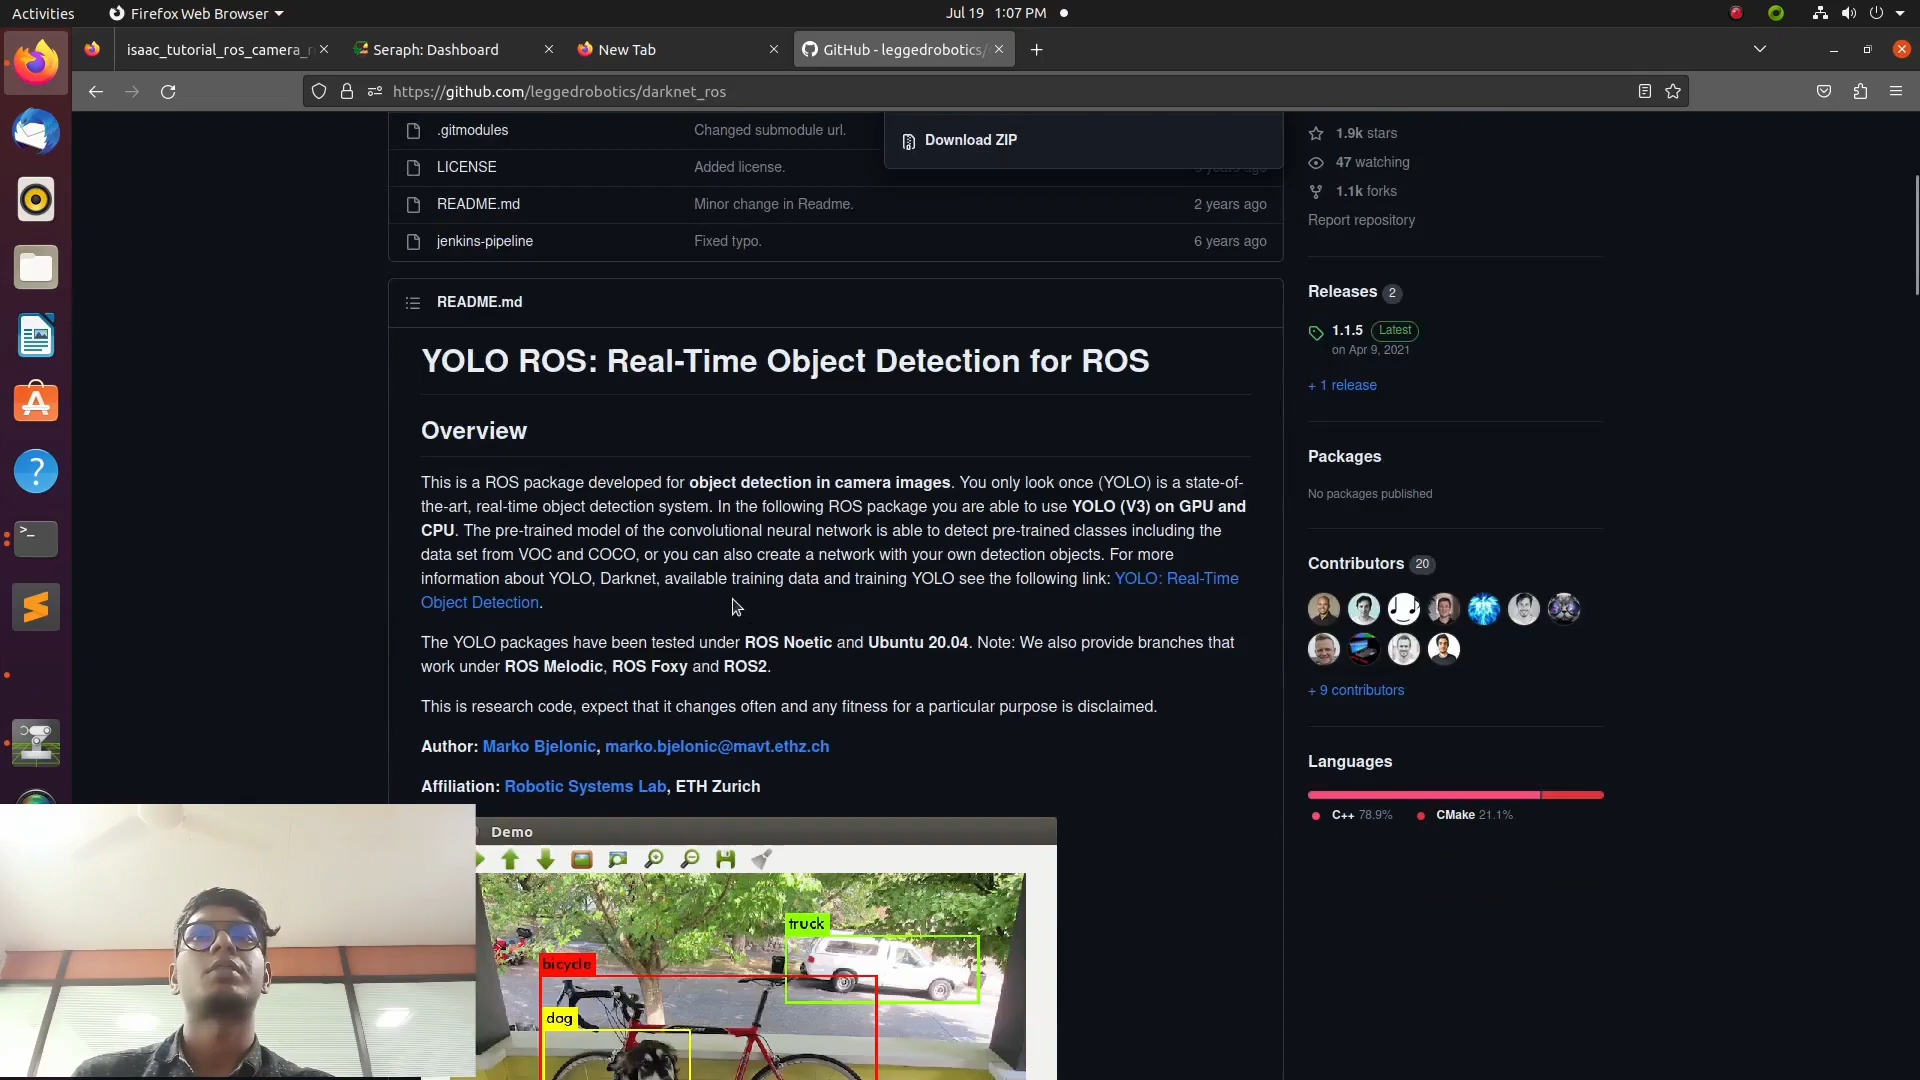 Activities
Firefox Web Browser
Jul 19 1:07 PM
isaac_tutorial_ros_camera_
Seraph: Dashboard
New Tab
GitHub - leggedrobotics/
https://github.com/leggedrobotics/darknet_ros
.gitmodules
Changed submodule url.
Download ZIP
LICENSE
Added license.
README.md
Minor change in Readme.
2 years ago
jenkins-pipeline
Fixed typo.
6 years ago
README.md
YOLO ROS: Real-Time Object Detection for ROS
Overview
This is a ROS package developed for object detection in camera images. You only look once (YOLO) is a state-of-
the-art, real-time object detection system. In the following ROS package you are able to use YOLO (V3) on GPU and
CPU. The pre-trained model of the convolutional neural network is able to detect pre-trained classes including the
data set from VOC and COCO, or you can also create a network with your own detection objects. For more
information about YOLO, Darknet, available training data and training YOLO see the following link: YOLO: Real-Time
Object Detection.
The YOLO packages have been tested under ROS Noetic and Ubuntu 20.04. Note: We also provide branches that
work under ROS Melodic, ROS Foxy and ROS2.
This is research code, expect that it changes often and any fitness for a particular purpose is disclaimed.
Author: Marko Bjelonic, marko.bjelonic@mavt.ethz.ch
Affiliation: Robotic Systems Lab, ETH Zurich
Demo
truck
bicycle
dog
1.9k stars
47 watching
1.1k forks
Report repository
Releases 2
1.1.5 Latest
on Apr 9, 2021
+ 1 release
Packages
No packages published
Contributors 20
+ 9 contributors
Languages
C++ 78.9%
CMake 21.1%